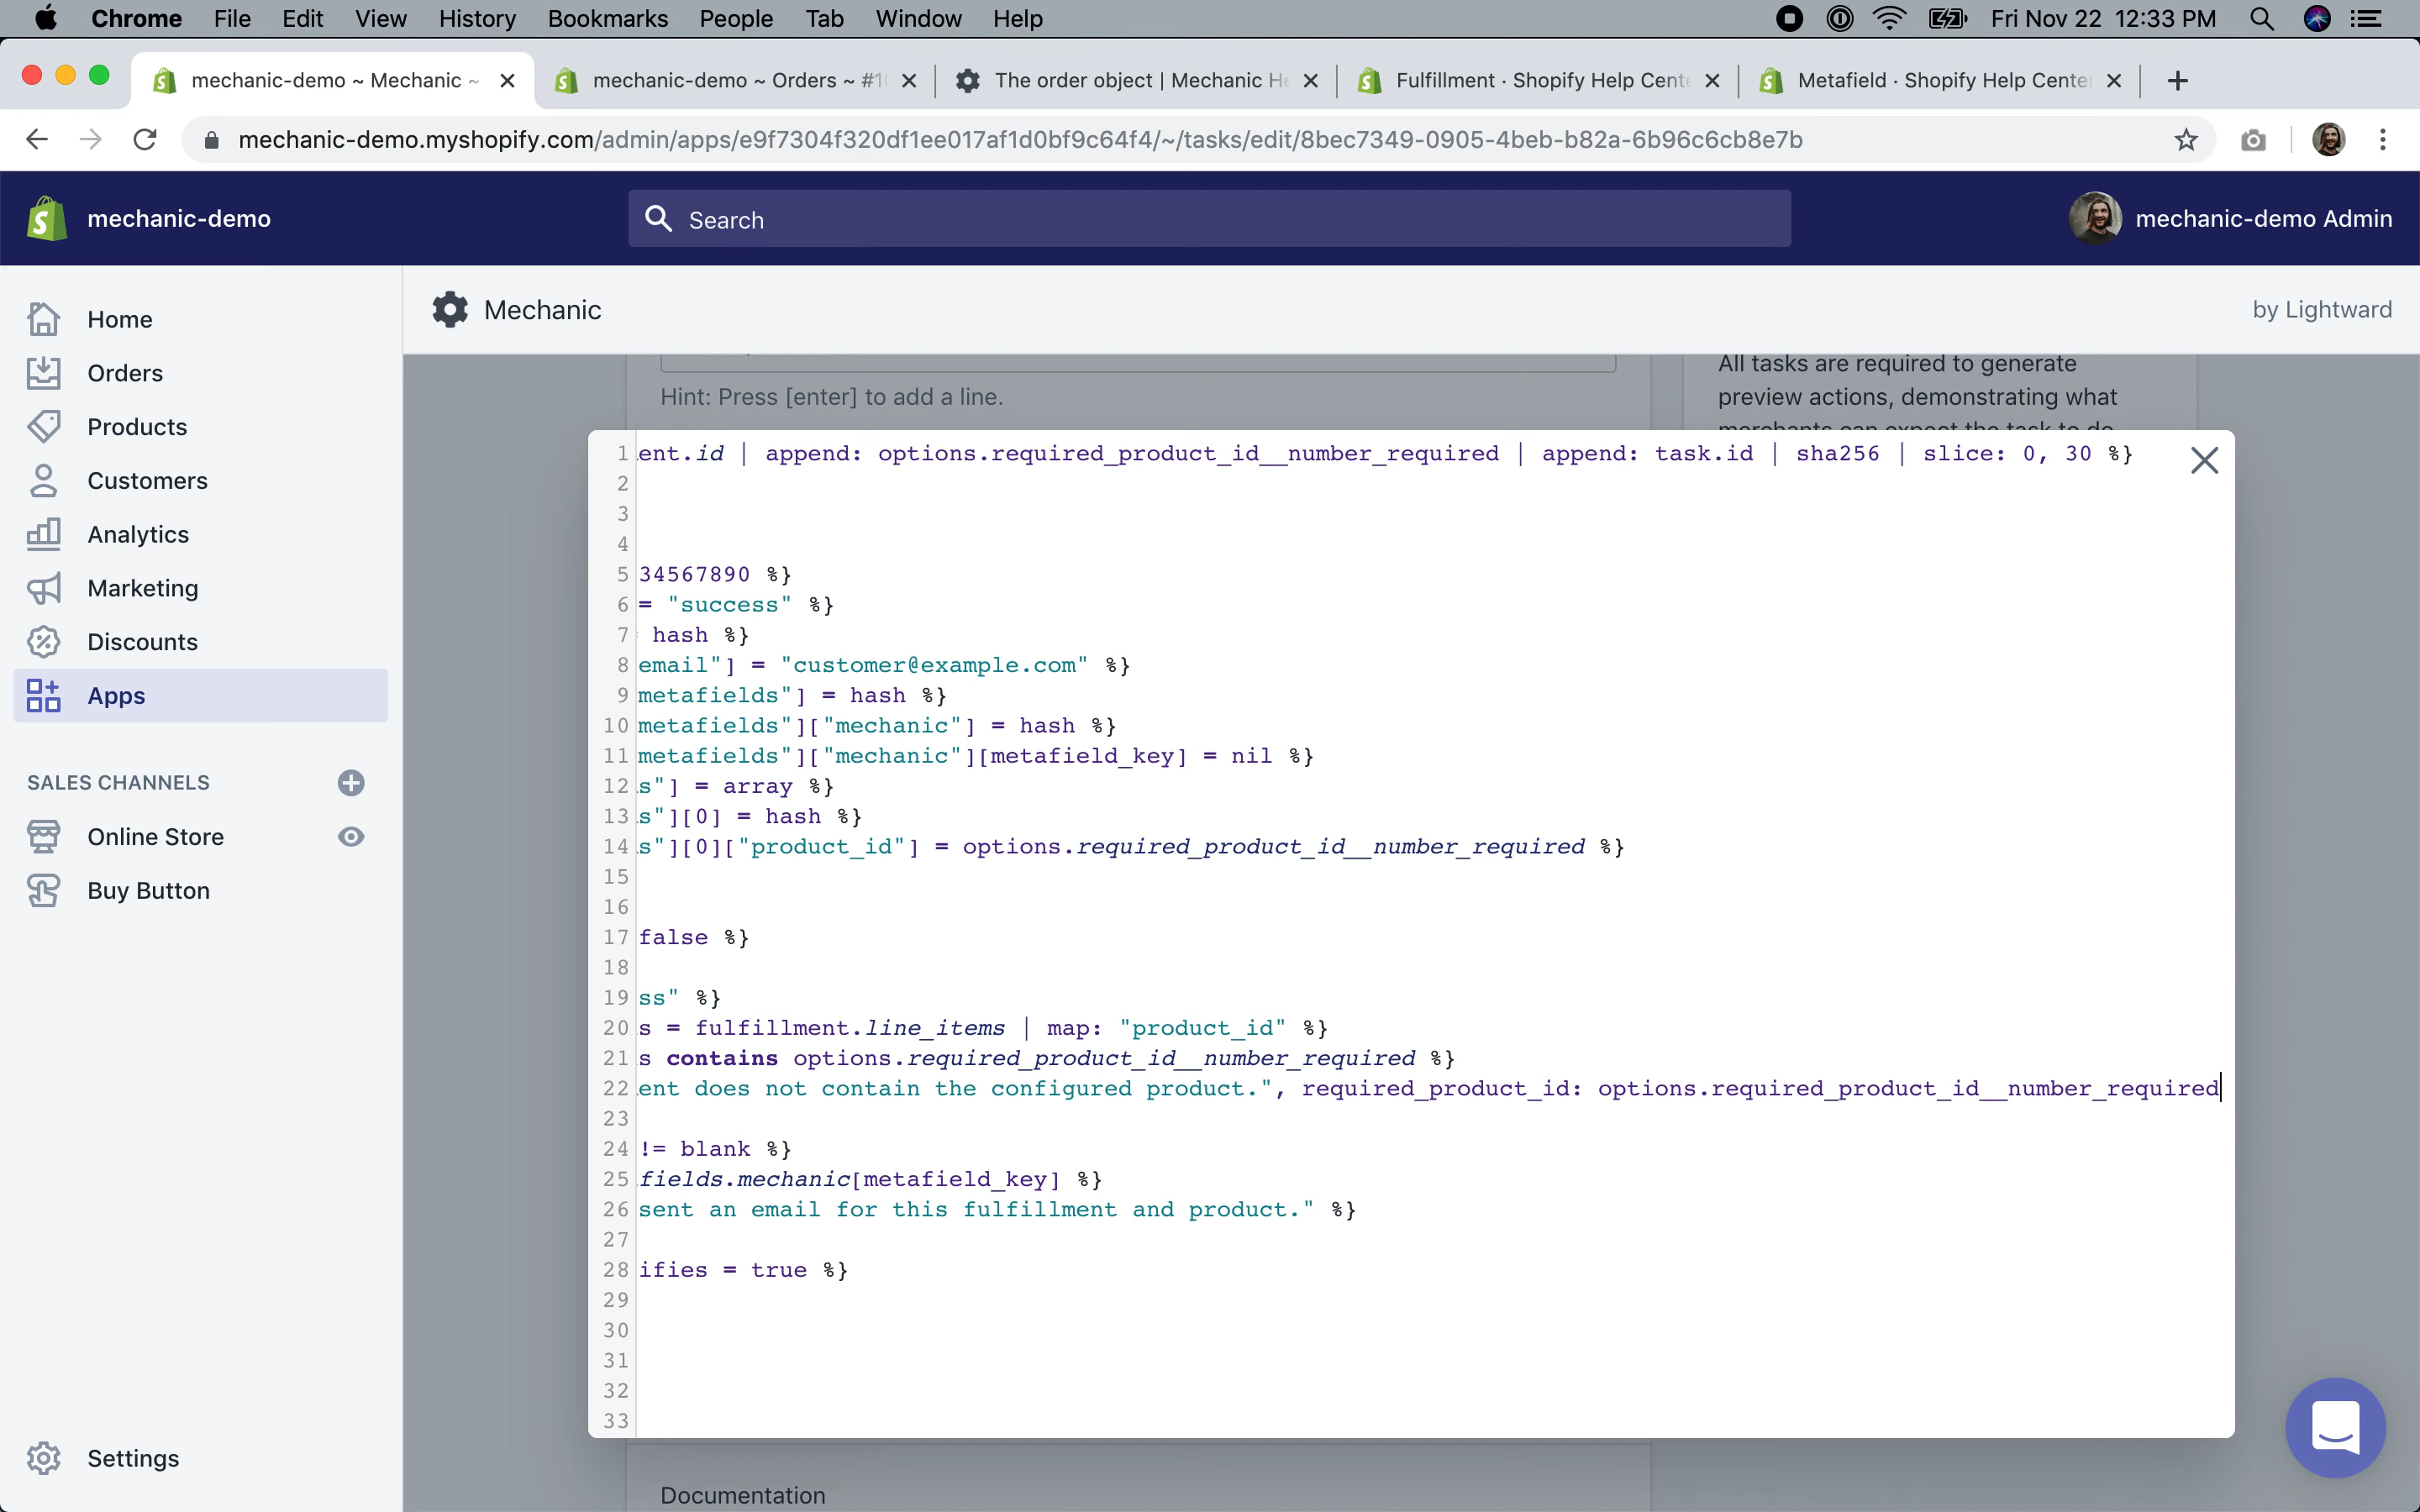 Chrome File Edit View History Bookmarks People Tab Window Help Fri Nov 22 12:33 PM
mechanic-demo ~ Mechanic ~ mechanic-demo ~ Orders ~ #1 The order object | Mechanic He Fulfillment · Shopify Help Cent Metafield · Shopify Help Center
mechanic-demo.myshopify.com/admin/apps/e9f7304f320df1ee017af1d0bf9c64f4/~/tasks/edit/8bec7349-0905-4beb-b82a-6b96c6cb8e7b
mechanic-demo
Search
mechanic-demo Admin
Mechanic
by Lightward
Home
Orders
Products
Customers
Analytics
Marketing
Discounts
Apps
SALES CHANNELS
Online Store
Buy Button
Settings
Hint: Press [enter] to add a line.
All tasks are required to generate
preview actions, demonstrating what
merchants can expect the task to do
1 ent.id | append: options.required_product_id__number_required | append: task.id | sha256 | slice: 0, 30 %}
2
3
4
5 34567890 %}
6 = "success" %}
7 hash %}
8 email"] = "customer@example.com" %}
9 metafields"] = hash %}
10 metafields"]["mechanic"] = hash %}
11 metafields"]["mechanic"][metafield_key] = nil %}
12 s"] = array %}
13 s"][0] = hash %}
14 s"][0]["product_id"] = options.required_product_id__number_required %}
15
16
17 false %}
18
19 ss" %}
20 s = fulfillment.line_items | map: "product_id" %}
21 s contains options.required_product_id__number_required %}
22 ent does not contain the configured product.", required_product_id: options.required_product_id__number_required
23
24 != blank %}
25 fields.mechanic[metafield_key] %}
26 sent an email for this fulfillment and product." %}
27
28 ifies = true %}
29
30
31
32
33
Documentation